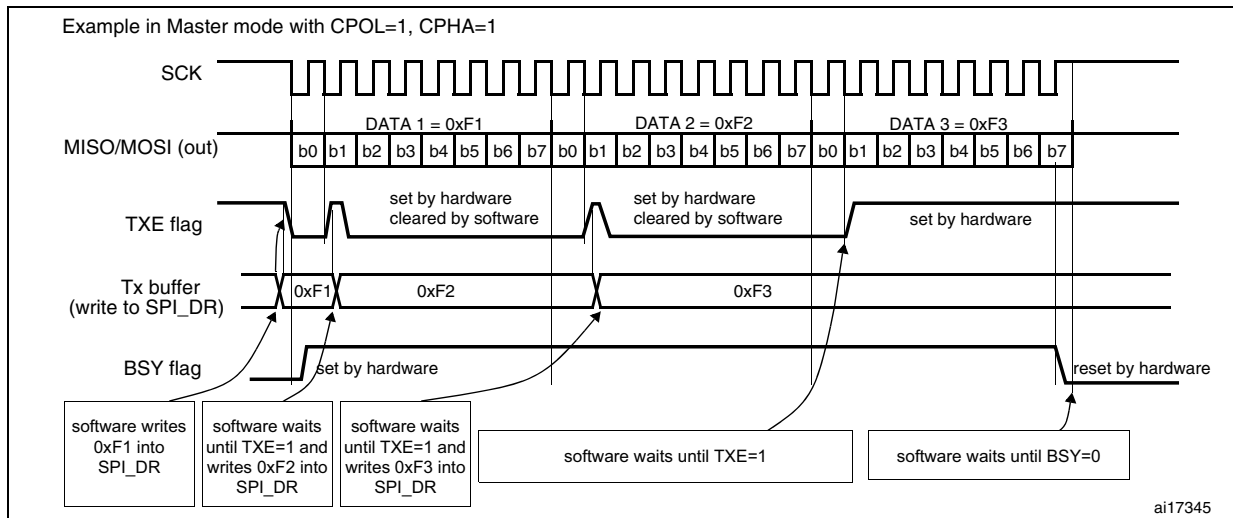 Example in Master mode with CPOL=1, CPHA=1
SCK
DATA 1 = 0xF1
DATA 2 = 0xF2
DATA 3 = 0xF3
MISO/MOSI (out)
b0 b1 b2 b3 b4 b5 b6 b7 b0 b1 b2 b3 b4 b5 b6 b7 b0 b1 b2 b3 b4 b5 b6 b7
TXE flag
set by hardware
cleared by software
set by hardware
cleared by software
set by hardware
Tx buffer
(write to SPI_DR)
0xF1
0xF2
0xF3
BSY flag
set by hardware
reset by hardware
software writes
0xF1 into
SPI_DR
software waits
until TXE=1 and
writes 0xF2 into
SPI_DR
software waits
until TXE=1 and
writes 0xF3 into
SPI_DR
software waits until TXE=1
software waits until BSY=0
ai17345